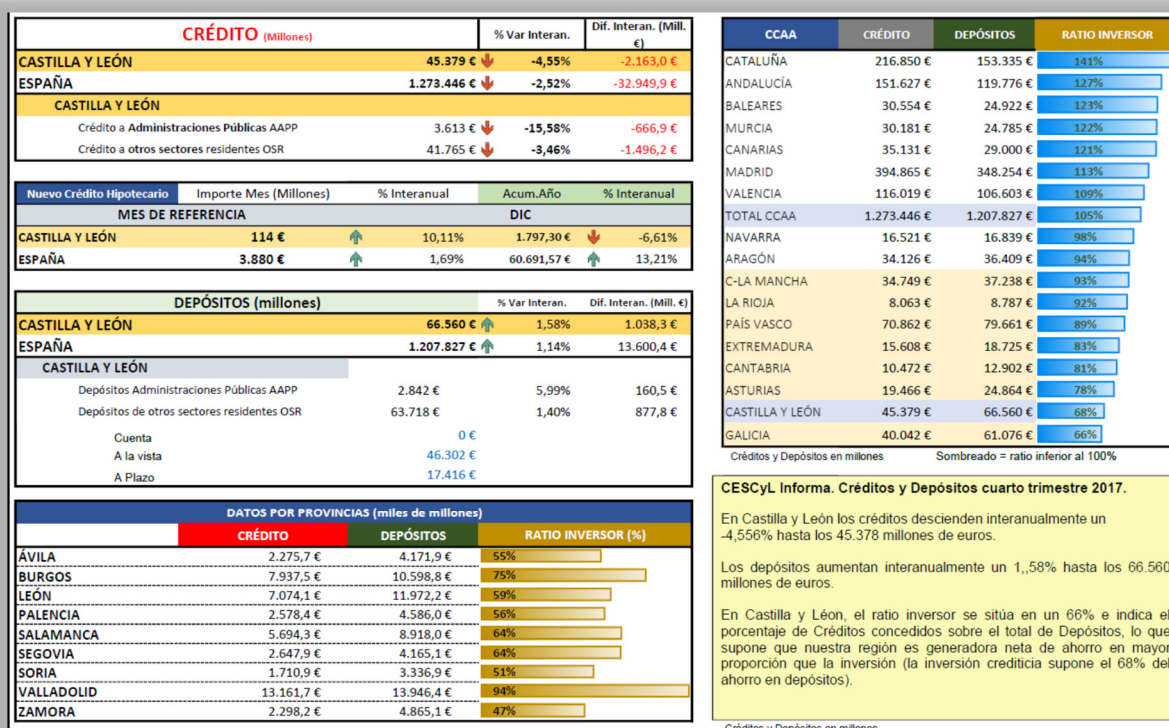 CRÉDITO (Millones) % Var Interan. Dif. Interan. (Mill. €)
CASTILLA Y LEÓN 45.379 € -4,55% -2.163,0 €
ESPAÑA 1.273.446 € -2,52% -32.949,9 €
CASTILLA Y LEÓN
Crédito a Administraciones Públicas AAPP 3.613 € -15,58% -666,9 €
Crédito a otros sectores residentes OSR 41.765 € -3,46% -1.496,2 €
Nuevo Crédito Hipotecario Importe Mes (Millones) % Interanual Acum.Año % Interanual
MES DE REFERENCIA DIC
CASTILLA Y LEÓN 114 € 10,11% 1.797,30 € -6,61%
ESPAÑA 3.880 € 1,69% 60.691,57 € 13,21%
DEPÓSITOS (millones) % Var Interan. Dif. Interan. (Mill. €)
CASTILLA Y LEÓN 66.560 € 1,58% 1.038,3 €
ESPAÑA 1.207.827 € 1,14% 13.600,4 €
CASTILLA Y LEÓN
Depósitos Administraciones Públicas AAPP 2.842 € 5,99% 160,5 €
Depósitos de otros sectores residentes OSR 63.718 € 1,40% 877,8 €
Cuenta 0 €
A la vista 46.302 €
A Plazo 17.416 €
DATOS POR PROVINCIAS (miles de millones)
CRÉDITO DEPÓSITOS RATIO INVERSOR (%)
ÁVILA 2.275,7 € 4.171,9 € 55%
BURGOS 7.937,5 € 10.598,8 € 75%
LEÓN 7.074,1 € 11.972,2 € 59%
PALENCIA 2.578,4 € 4.586,0 € 56%
SALAMANCA 5.694,3 € 8.918,0 € 64%
SEGOVIA 2.647,9 € 4.165,1 € 64%
SORIA 1.710,9 € 3.336,9 € 51%
VALLADOLID 13.161,7 € 13.946,4 € 94%
ZAMORA 2.298,2 € 4.865,1 € 47%
CCAA CRÉDITO DEPÓSITOS RATIO INVERSOR
CATALUÑA 216.850 € 153.335 € 141%
ANDALUCÍA 151.627 € 119.776 € 127%
BALEARES 30.554 € 24.922 € 123%
MURCIA 30.181 € 24.785 € 122%
CANARIAS 35.131 € 29.000 € 121%
MADRID 394.865 € 348.254 € 113%
VALENCIA 116.019 € 106.603 € 109%
TOTAL CCAA 1.273.446 € 1.207.827 € 105%
NAVARRA 16.521 € 16.839 € 98%
ARAGÓN 34.126 € 36.409 € 94%
C-LA MANCHA 34.749 € 37.238 € 93%
LA RIOJA 8.063 € 8.787 € 92%
PAÍS VASCO 70.862 € 79.661 € 89%
EXTREMADURA 15.608 € 18.725 € 83%
CANTABRIA 10.472 € 12.902 € 81%
ASTURIAS 19.466 € 24.864 € 78%
CASTILLA Y LEÓN 45.379 € 66.560 € 68%
GALICIA 40.042 € 61.076 € 66%
Créditos y Depósitos en millones Sombreado = ratio inferior al 100%
CESCyL Informa. Créditos y Depósitos cuarto trimestre 2017.
En Castilla y León los créditos descienden interanualmente un
-4,556% hasta los 45.378 millones de euros.
Los depósitos aumentan interanualmente un 1,,58% hasta los 66.560
millones de euros.
En Castilla y Léon, el ratio inversor se sitúa en un 66% e indica el
porcentaje de Créditos concedidos sobre el total de Depósitos, lo que
supone que nuestra región es generadora neta de ahorro en mayor
proporción que la inversión (la inversión crediticia supone el 68% del
ahorro en depósitos).
Créditos y Depósitos en millones